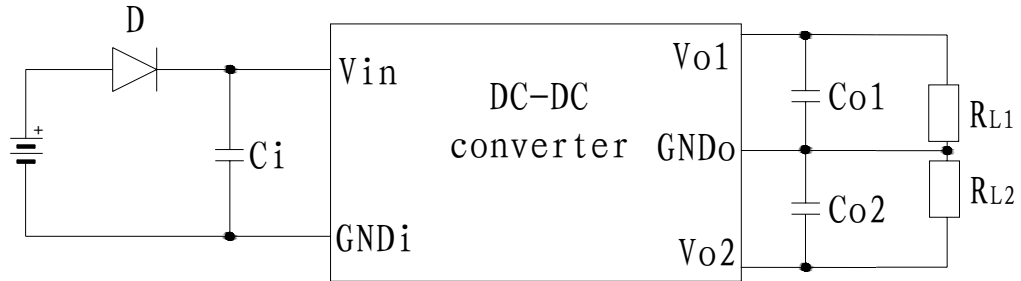 D
+
Vin
Ci
GNDi
DC-DC
converter
Vo1
GNDo
Vo2
Co1
Co2
RL1
RL2